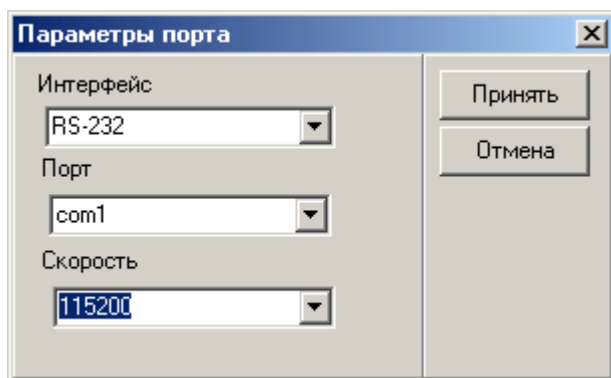 Параметры порта
Интерфейс
RS-232
Порт
com1
Скорость
115200
Принять
Отмена